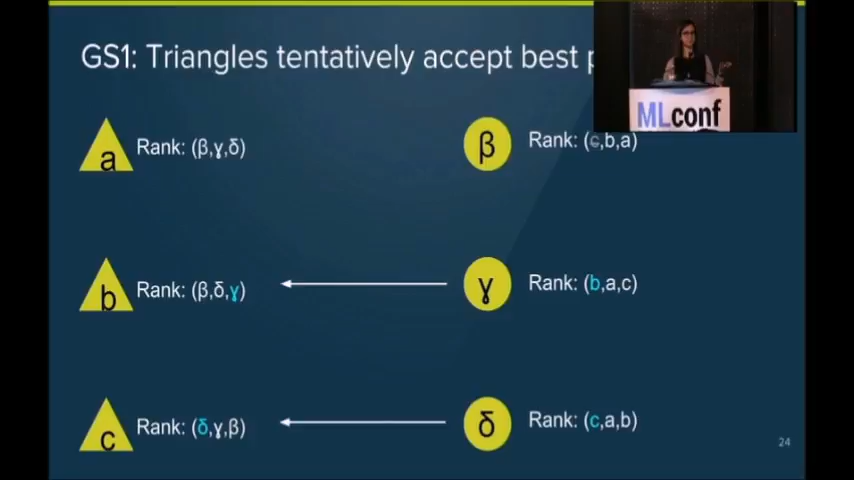 GS1: Triangles tentatively accept best
MLconf
a Rank: (β,γ,δ)
β Rank: (c,b,a)
b Rank: (β,δ,γ)
γ Rank: (b,a,c)
c Rank: (δ,γ,β)
δ Rank: (c,a,b)
24